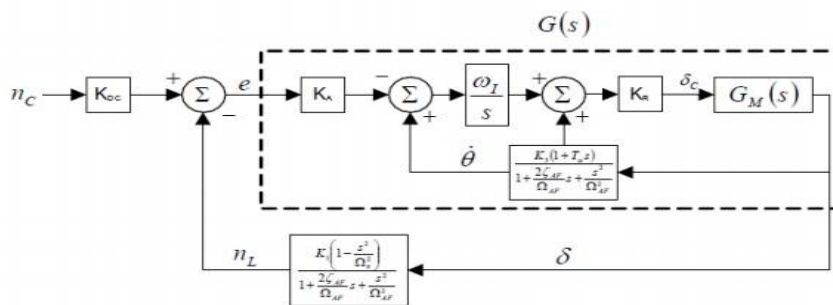 G(s)
n_C
K_DC
+
Σ
−
e
K_A
−
Σ
+
ω_I / s
+
Σ
+
K_R
δ_C
G_M(s)
θ̇
K_3(1+T_α s) / (1 + (2ζ_AF/Ω_AF)s + s²/Ω²_AF)
n_L
K_1(1 − s²/Ω²_0) / (1 + (2ζ_AF/Ω_AF)s + s²/Ω²_AF)
δ